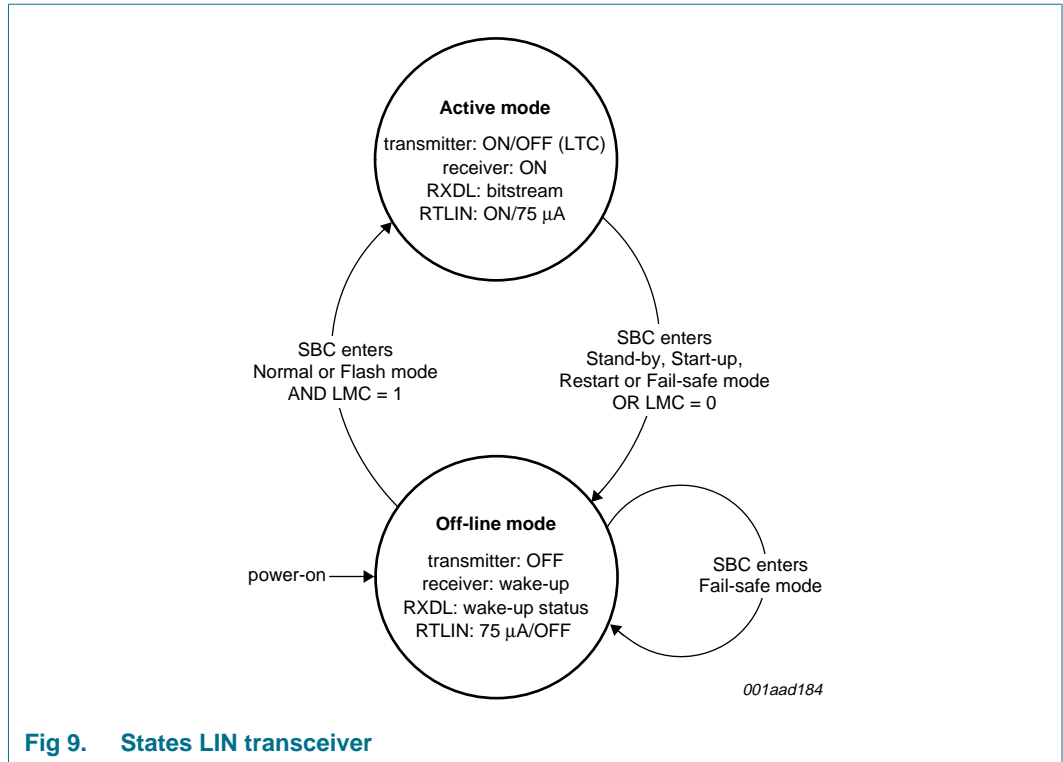 Active mode
transmitter: ON/OFF (LTC)
receiver: ON
RXDL: bitstream
RTLIN: ON/75 μA
SBC enters
Normal or Flash mode
AND LMC = 1
SBC enters
Stand-by, Start-up,
Restart or Fail-safe mode
OR LMC = 0
power-on
Off-line mode
transmitter: OFF
receiver: wake-up
RXDL: wake-up status
RTLIN: 75 μA/OFF
SBC enters
Fail-safe mode
001aad184
Fig 9. States LIN transceiver